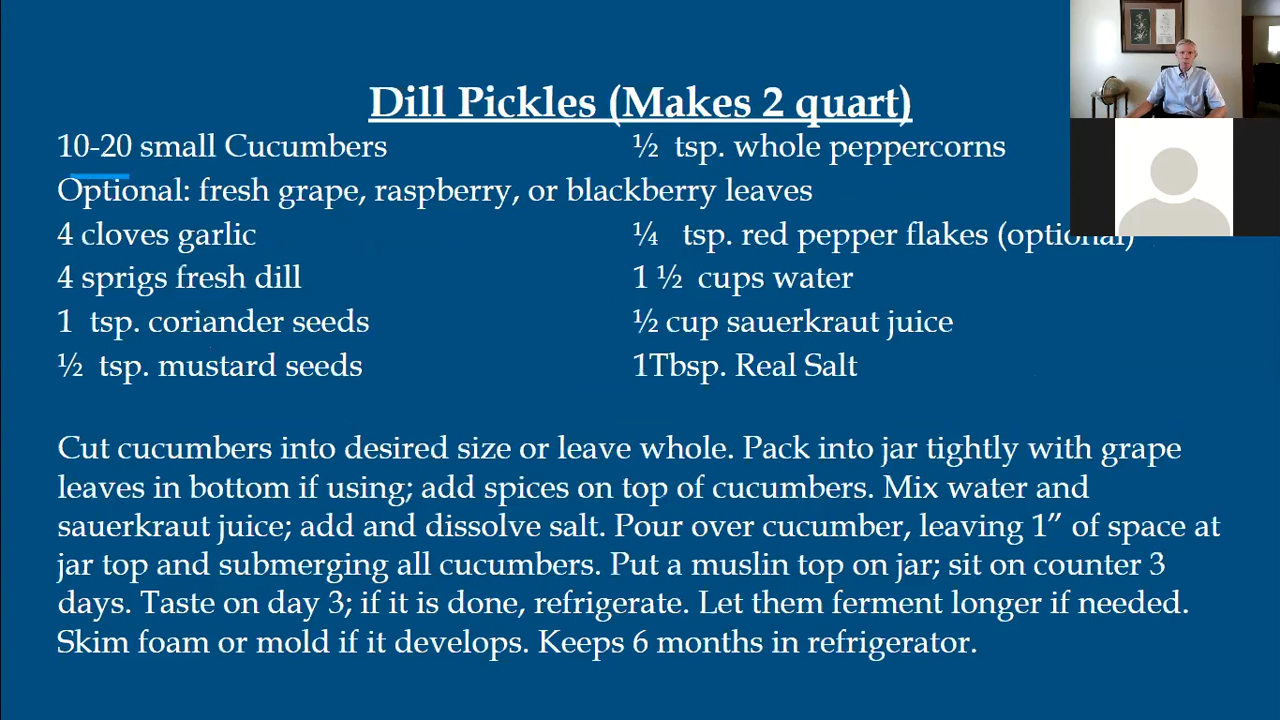 Dill Pickles (Makes 2 quart)
10-20 small Cucumbers
½ tsp. whole peppercorns
Optional: fresh grape, raspberry, or blackberry leaves
4 cloves garlic
¼ tsp. red pepper flakes (optional)
4 sprigs fresh dill
1 ½ cups water
1 tsp. coriander seeds
½ cup sauerkraut juice
½ tsp. mustard seeds
1Tbsp. Real Salt
Cut cucumbers into desired size or leave whole. Pack into jar tightly with grape
leaves in bottom if using; add spices on top of cucumbers. Mix water and
sauerkraut juice; add and dissolve salt. Pour over cucumber, leaving 1” of space at
jar top and submerging all cucumbers. Put a muslin top on jar; sit on counter 3
days. Taste on day 3; if it is done, refrigerate. Let them ferment longer if needed.
Skim foam or mold if it develops. Keeps 6 months in refrigerator.